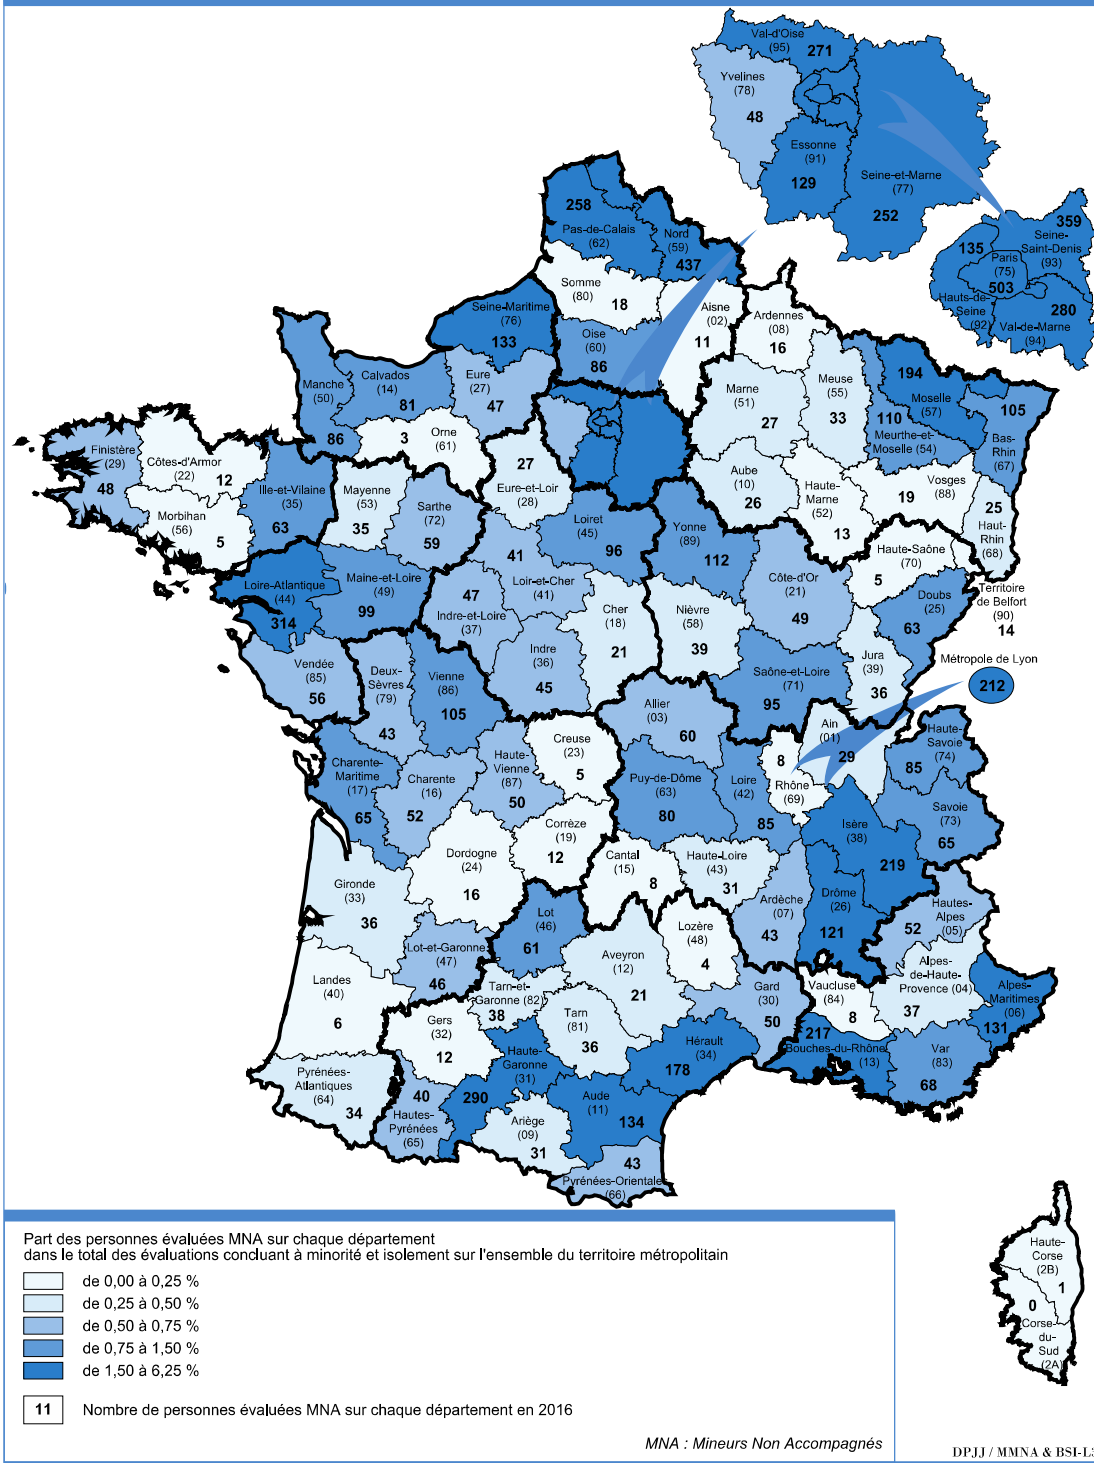 Val-d'Oise
(95)
271
Yvelines
(78)
48
Essonne
(91)
129
Seine-et-Marne
(77)
252
359
Seine-
Saint-Denis
(93)
135
Paris
(75)
503
Hauts-de-
Seine (92)
280
Val-de-Marne
(94)
258
Pas-de-Calais
(62)
Nord
(59)
437
Somme
(80)
18
Aisne
(02)
11
Ardennes
(08)
16
Seine-Maritime
(76)
133
Oise
(60)
86
Eure
(27)
47
Manche
(50)
86
Calvados
(14)
81
3
Orne
(61)
Marne
(51)
27
Meuse
(55)
33
194
Moselle
(57)
110
Meurthe-et-
Moselle (54)
105
Bas-
Rhin
(67)
Finistère
(29)
48
Côtes-d'Armor
(22)
12
Morbihan
(56)
5
Ille-et-Vilaine
(35)
63
Mayenne
(53)
35
Sarthe
(72)
59
27
Eure-et-Loir
(28)
Aube
(10)
26
Haute-
Marne
(52)
13
19
Vosges
(88)
25
Haut-
Rhin
(68)
Loiret
(45)
96
Yonne
(89)
112
Haute-Saône
(70)
5
Territoire
de Belfort
(90)
14
Loire-Atlantique
(44)
314
Maine-et-Loire
(49)
99
47
Indre-et-Loire
(37)
41
Loir-et-Cher
(41)
Cher
(18)
21
Nièvre
(58)
39
Côte-d'Or
(21)
49
Doubs
(25)
63
Jura
(39)
36
Métropole de Lyon
212
Vendée
(85)
56
Deux-
Sèvres
(79)
43
Vienne
(86)
105
Indre
(36)
45
Saône-et-Loire
(71)
95
Allier
(03)
60
Ain
(01)
29
Haute-
Savoie
(74)
85
Charente-
Maritime
(17)
65
Charente
(16)
52
Haute-
Vienne
(87)
50
Creuse
(23)
5
Puy-de-Dôme
(63)
80
Loire
(42)
85
8
Rhône
(69)
Savoie
(73)
65
Isère
(38)
219
Corrèze
(19)
12
Dordogne
(24)
16
Cantal
(15)
8
Haute-Loire
(43)
31
Ardèche
(07)
43
Drôme
(26)
121
Hautes-
Alpes
(05)
52
Gironde
(33)
36
Lot
(46)
61
Lot-et-Garonne
(47)
46
Aveyron
(12)
21
Lozère
(48)
4
Gard
(30)
50
Vaucluse
(84)
8
Alpes-
de-Haute-
Provence (04)
37
Alpes-
Maritimes
(06)
131
Landes
(40)
6
Tarn-et-
Garonne (82)
38
Gers
(32)
12
Tarn
(81)
36
Haute-
Garonne
(31)
290
Hérault
(34)
178
217
Bouches-du-Rhône
(13)
Var
(83)
68
Pyrénées-
Atlantiques
(64)
34
40
Hautes-
Pyrénées
(65)
Ariège
(09)
31
Aude
(11)
134
43
Pyrénées-Orientales
(66)
Haute-
Corse
(2B)
1
0
Corse-
du-
Sud
(2A)
Part des personnes évaluées MNA sur chaque département
dans le total des évaluations concluant à minorité et isolement sur l'ensemble du territoire métropolitain
de 0,00 à 0,25 %
de 0,25 à 0,50 %
de 0,50 à 0,75 %
de 0,75 à 1,50 %
de 1,50 à 6,25 %
11 Nombre de personnes évaluées MNA sur chaque département en 2016
MNA : Mineurs Non Accompagnés
DPJJ / MMNA & BSI-L3